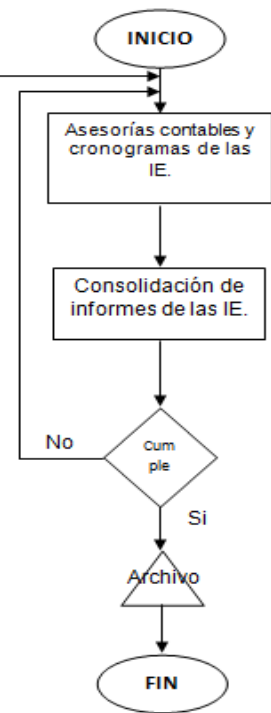 INICIO
Asesorías contables y
cronogramas de las
IE.
Consolidación de
informes de las IE.
No
Cum
ple
Si
Archivo
FIN